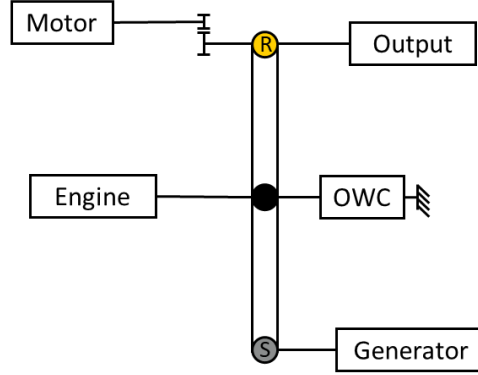 Motor
R
Output
Engine
OWC
S
Generator